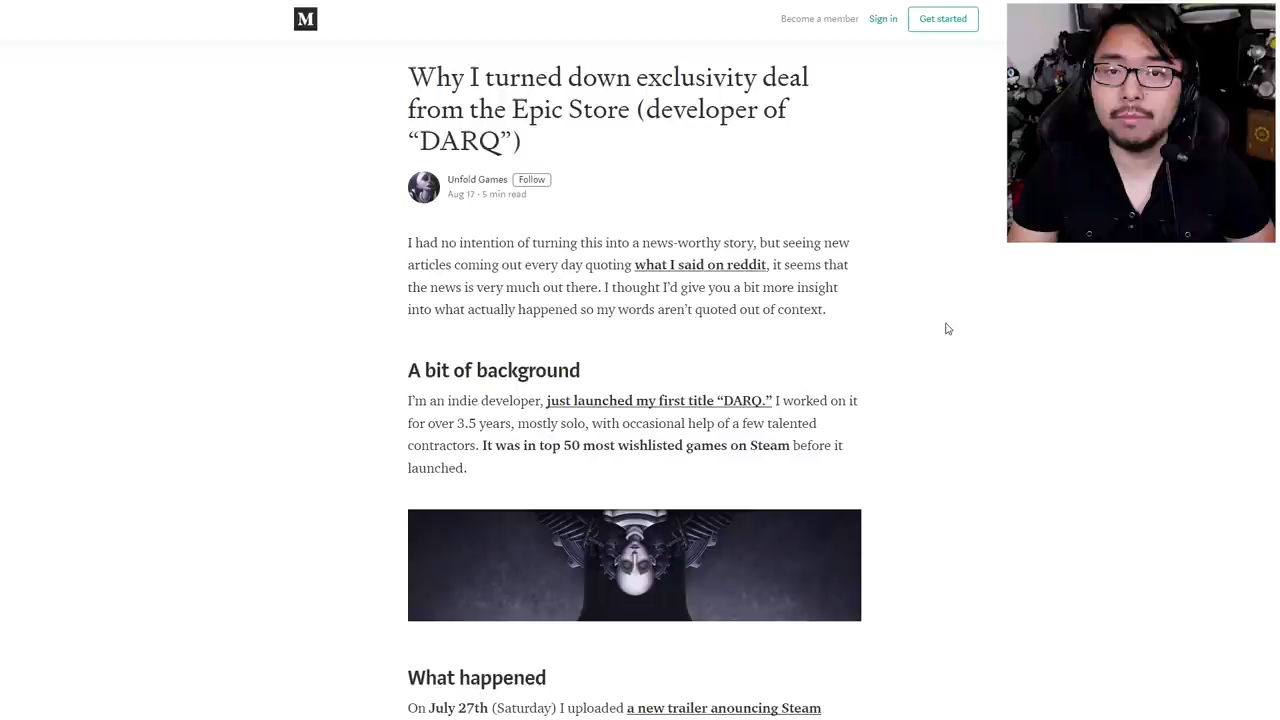 M
Become a member Sign in Get started
Why I turned down exclusivity deal
from the Epic Store (developer of
“DARQ”)
Unfold Games Follow
Aug 17 · 5 min read
I had no intention of turning this into a news-worthy story, but seeing new
articles coming out every day quoting what I said on reddit, it seems that
the news is very much out there. I thought I’d give you a bit more insight
into what actually happened so my words aren’t quoted out of context.
A bit of background
I’m an indie developer, just launched my first title “DARQ.” I worked on it
for over 3.5 years, mostly solo, with occasional help of a few talented
contractors. It was in top 50 most wishlisted games on Steam before it
launched.
What happened
On July 27th (Saturday) I uploaded a new trailer anouncing Steam